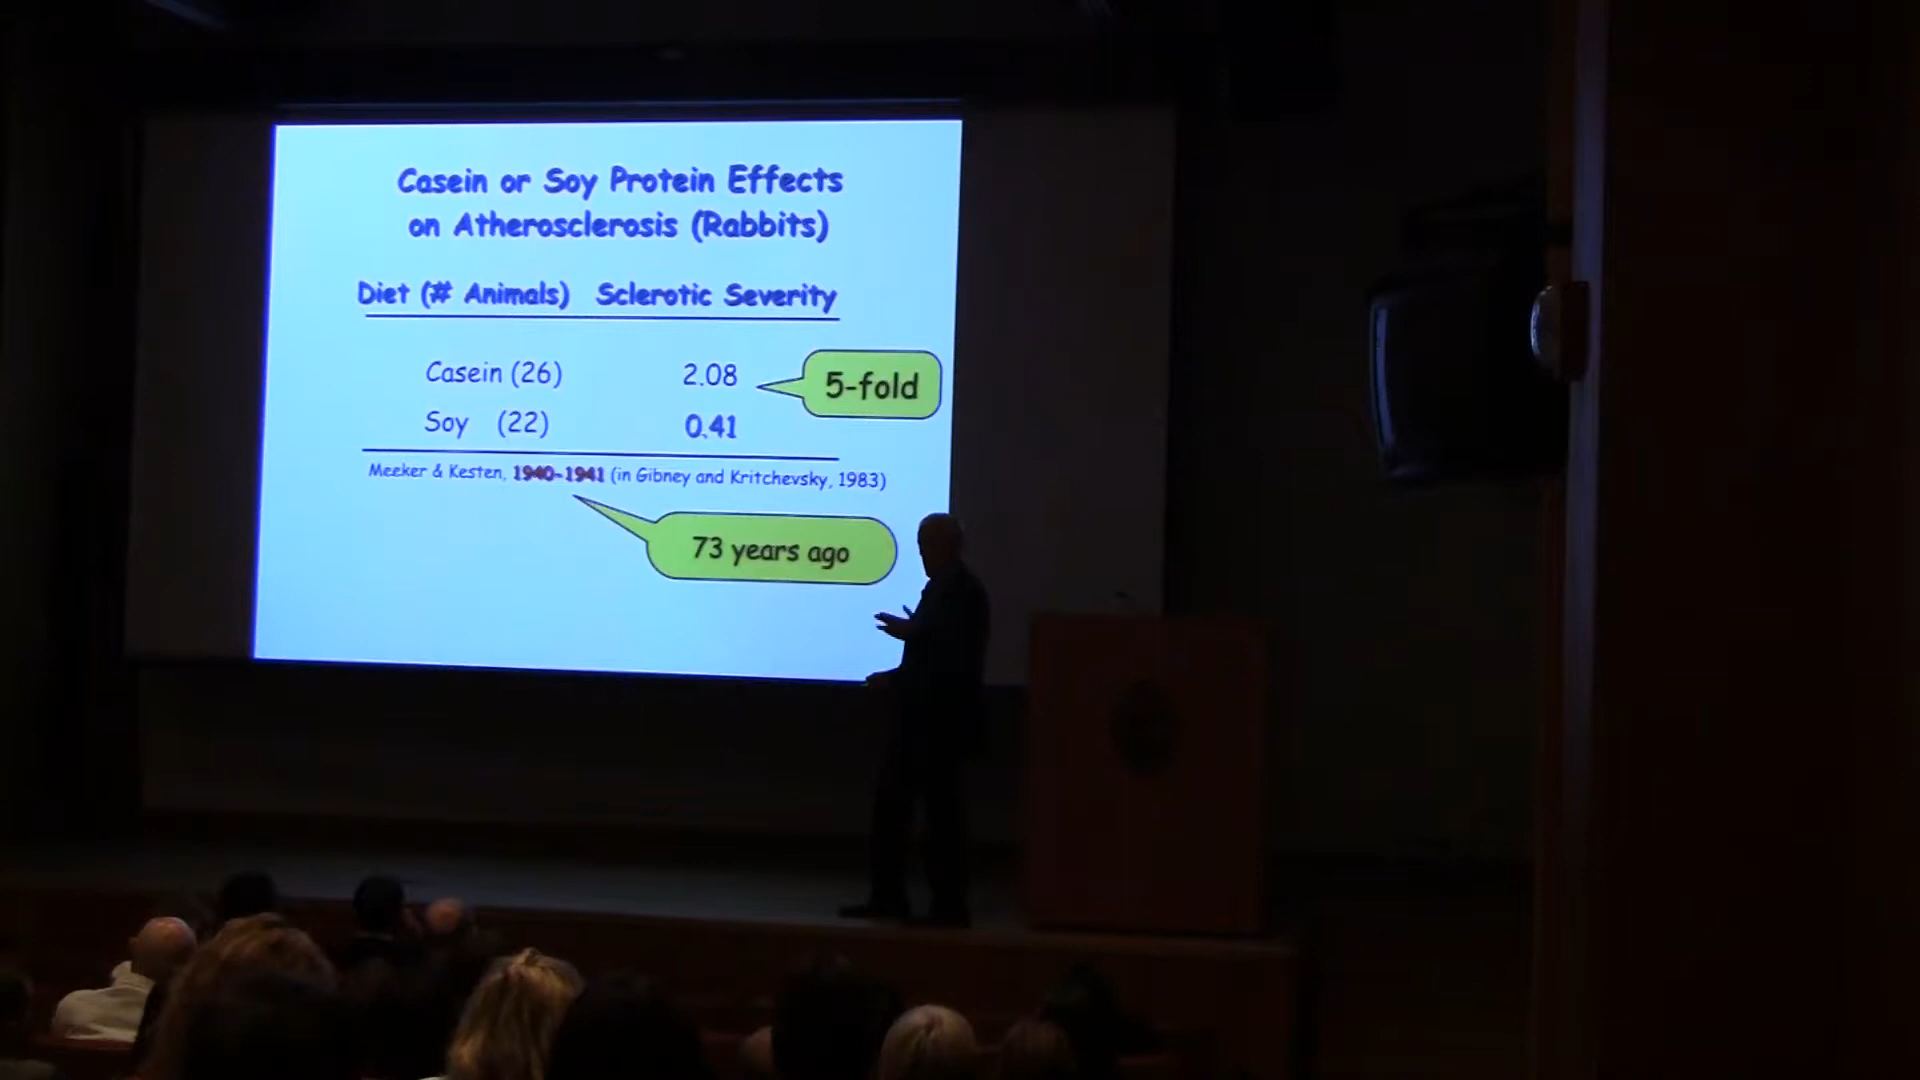 Casein or Soy Protein Effects
on Atherosclerosis (Rabbits)
Diet (# Animals) Sclerotic Severity
Casein (26) 2.08
5-fold
Soy (22) 0.41
Meeker & Kesten, 1940-1941 (in Gibney and Kritchevsky, 1983)
73 years ago